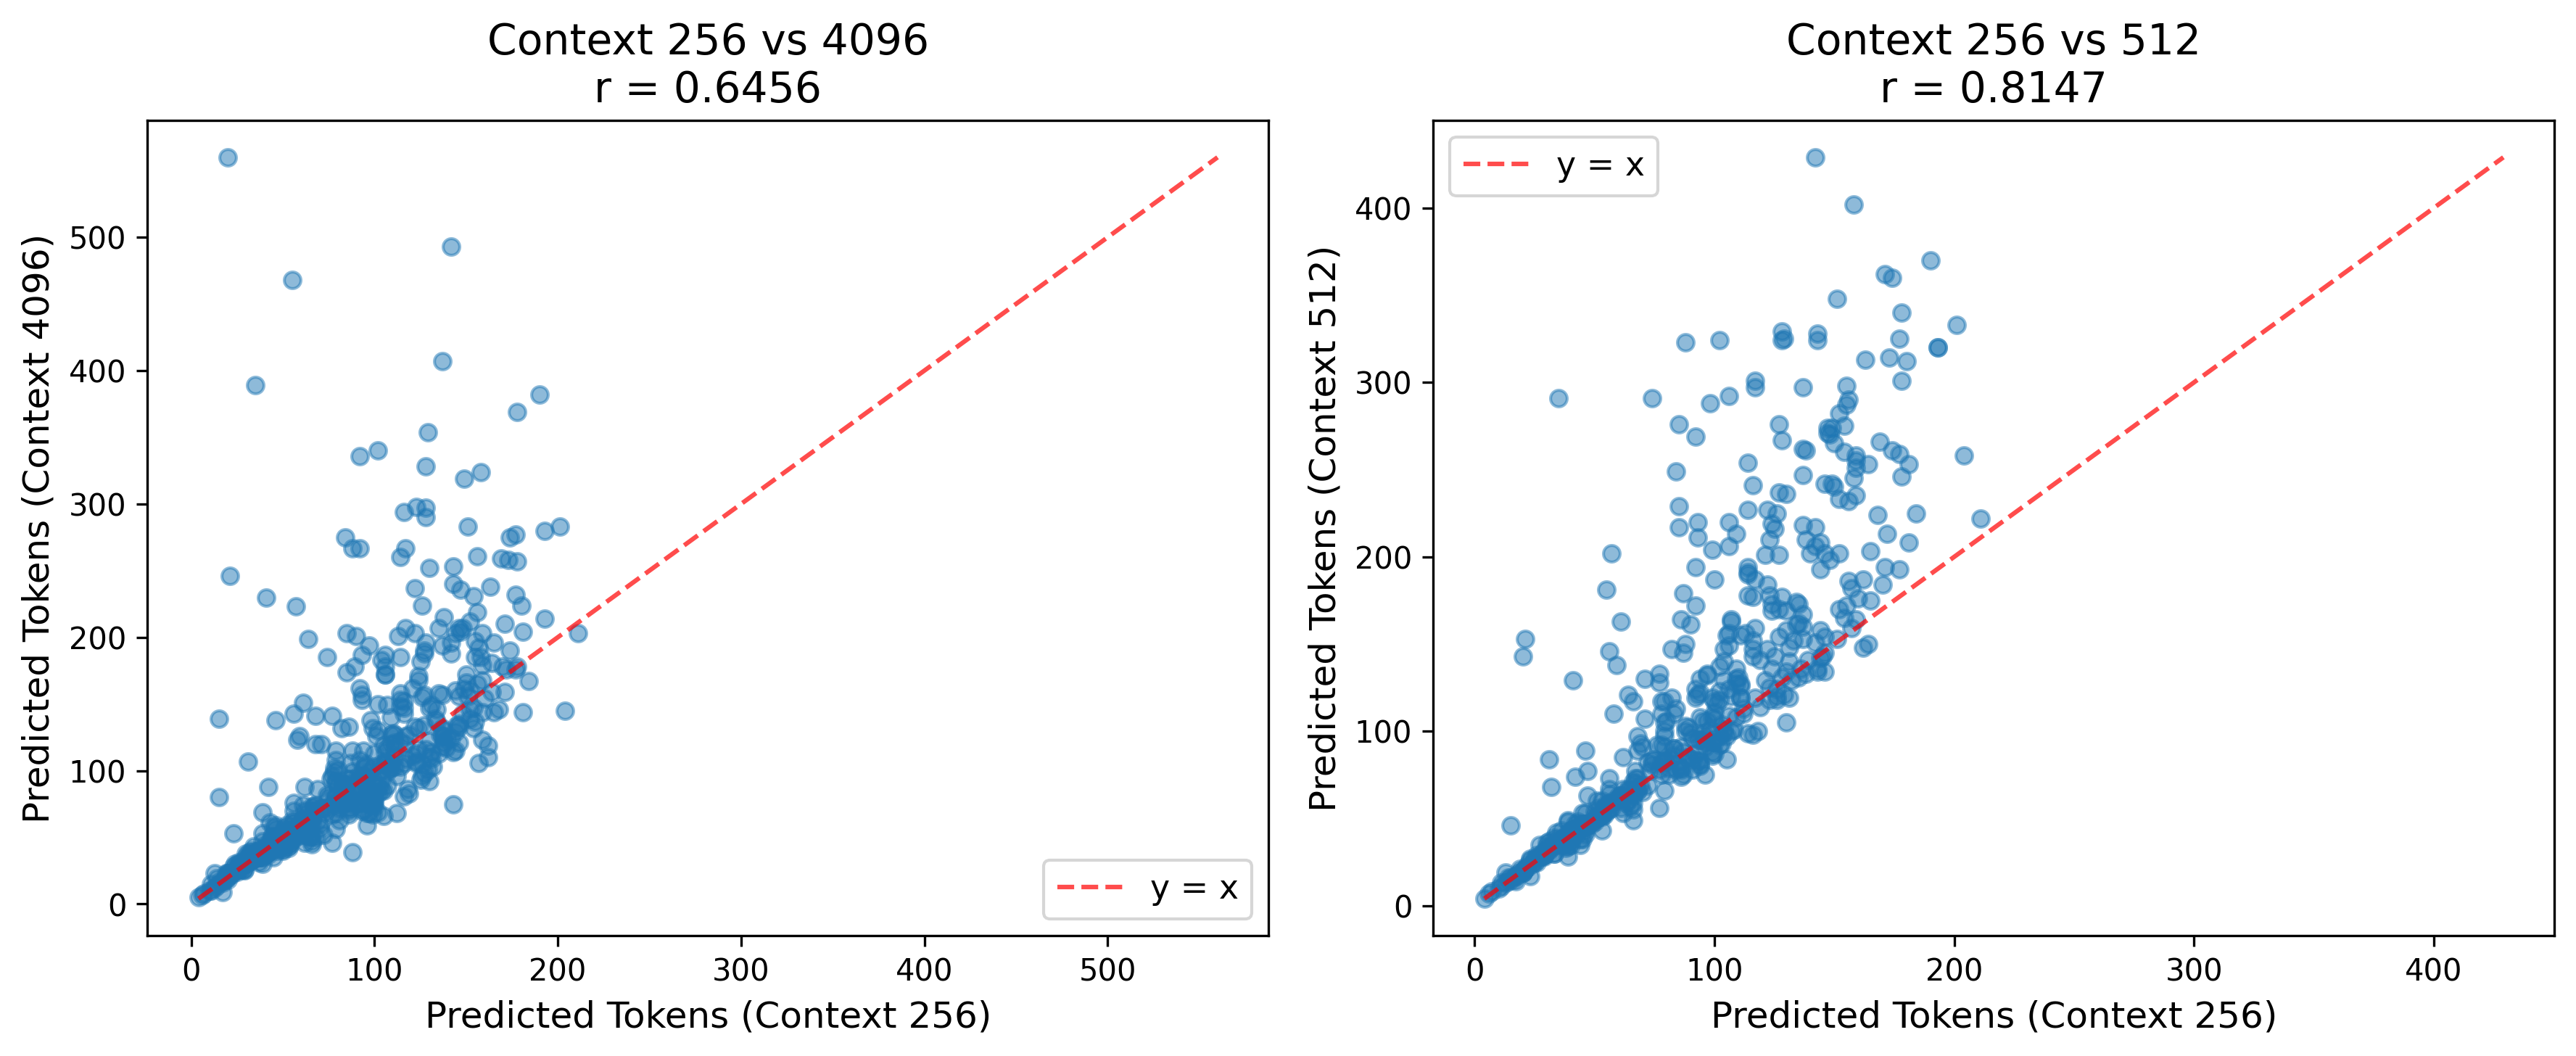 Context 256 vs 4096
r = 0.6456
Predicted Tokens (Context 4096)
500
400
300
200
100
0
0 100 200 300 400 500
Predicted Tokens (Context 256)
y = x
Context 256 vs 512
r = 0.8147
y = x
Predicted Tokens (Context 512)
400
300
200
100
0
0 100 200 300 400
Predicted Tokens (Context 256)